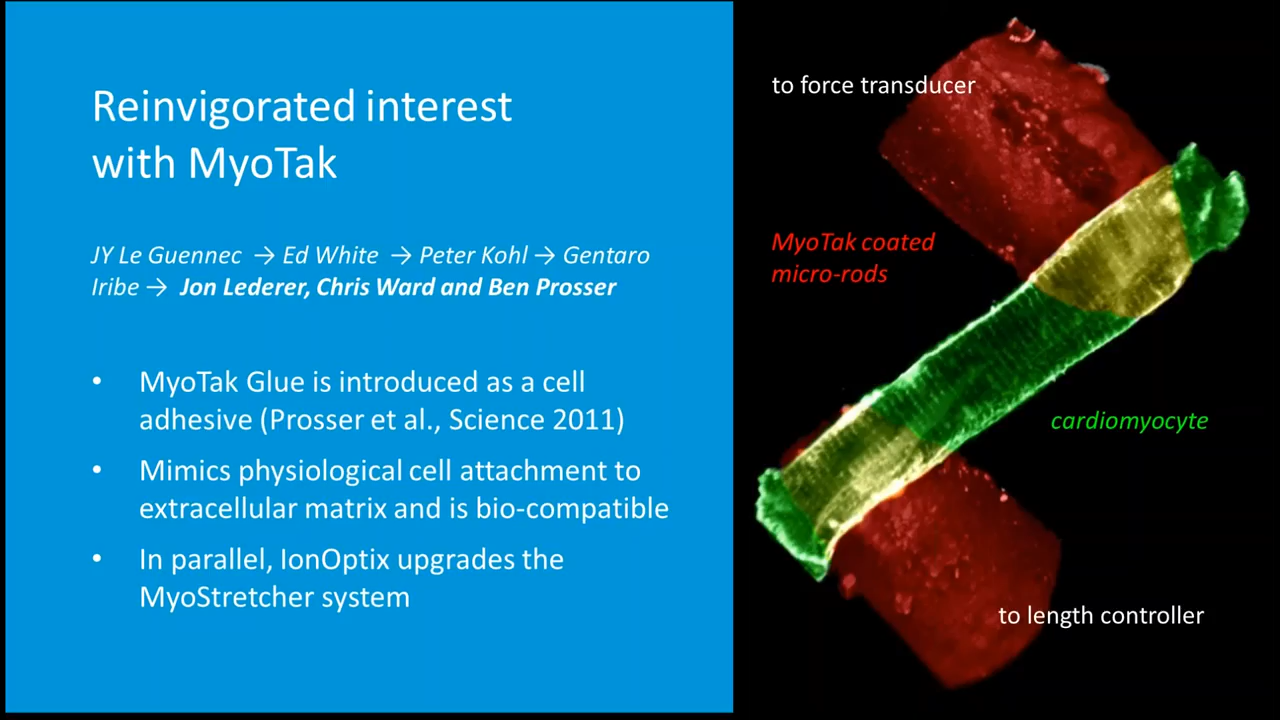 Reinvigorated interest
with MyoTak
JY Le Guennec → Ed White → Peter Kohl → Gentaro
Iribe → Jon Lederer, Chris Ward and Ben Prosser
• MyoTak Glue is introduced as a cell
adhesive (Prosser et al., Science 2011)
• Mimics physiological cell attachment to
extracellular matrix and is bio-compatible
• In parallel, IonOptix upgrades the
MyoStretcher system
to force transducer
MyoTak coated
micro-rods
cardiomyocyte
to length controller